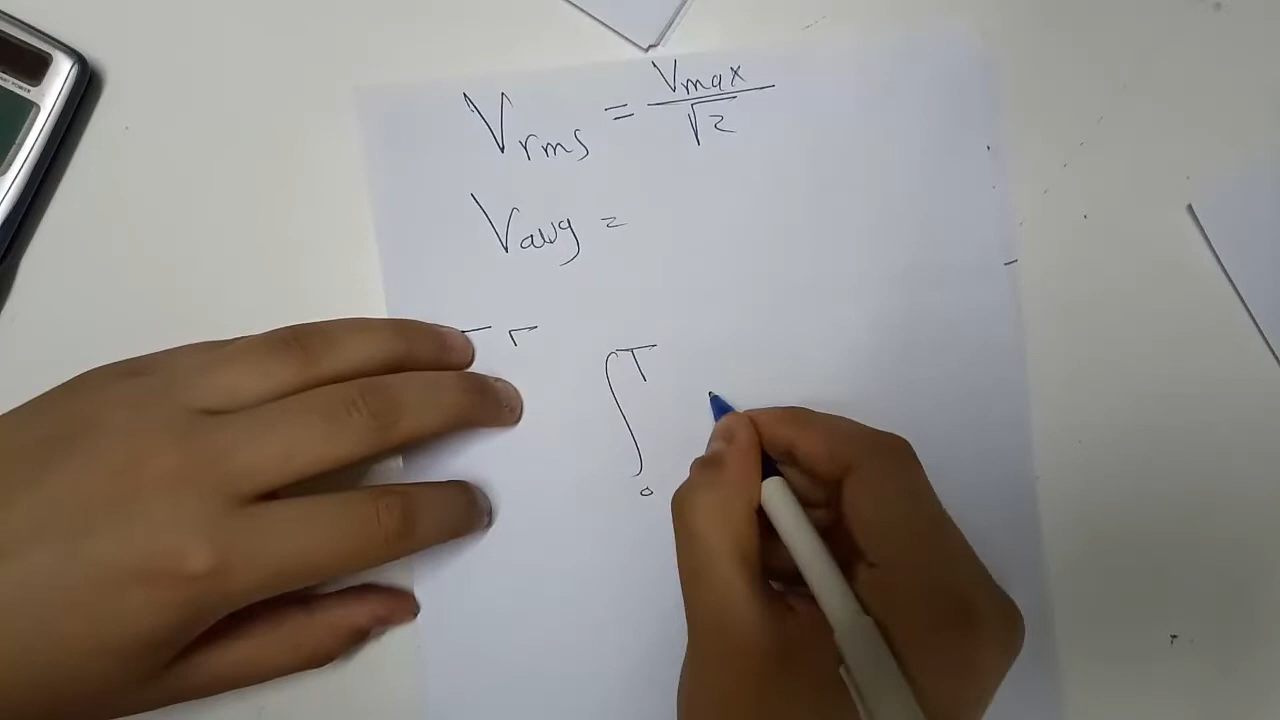 Vrms = Vmax / √2
Vavg =
∫₀ᵀ